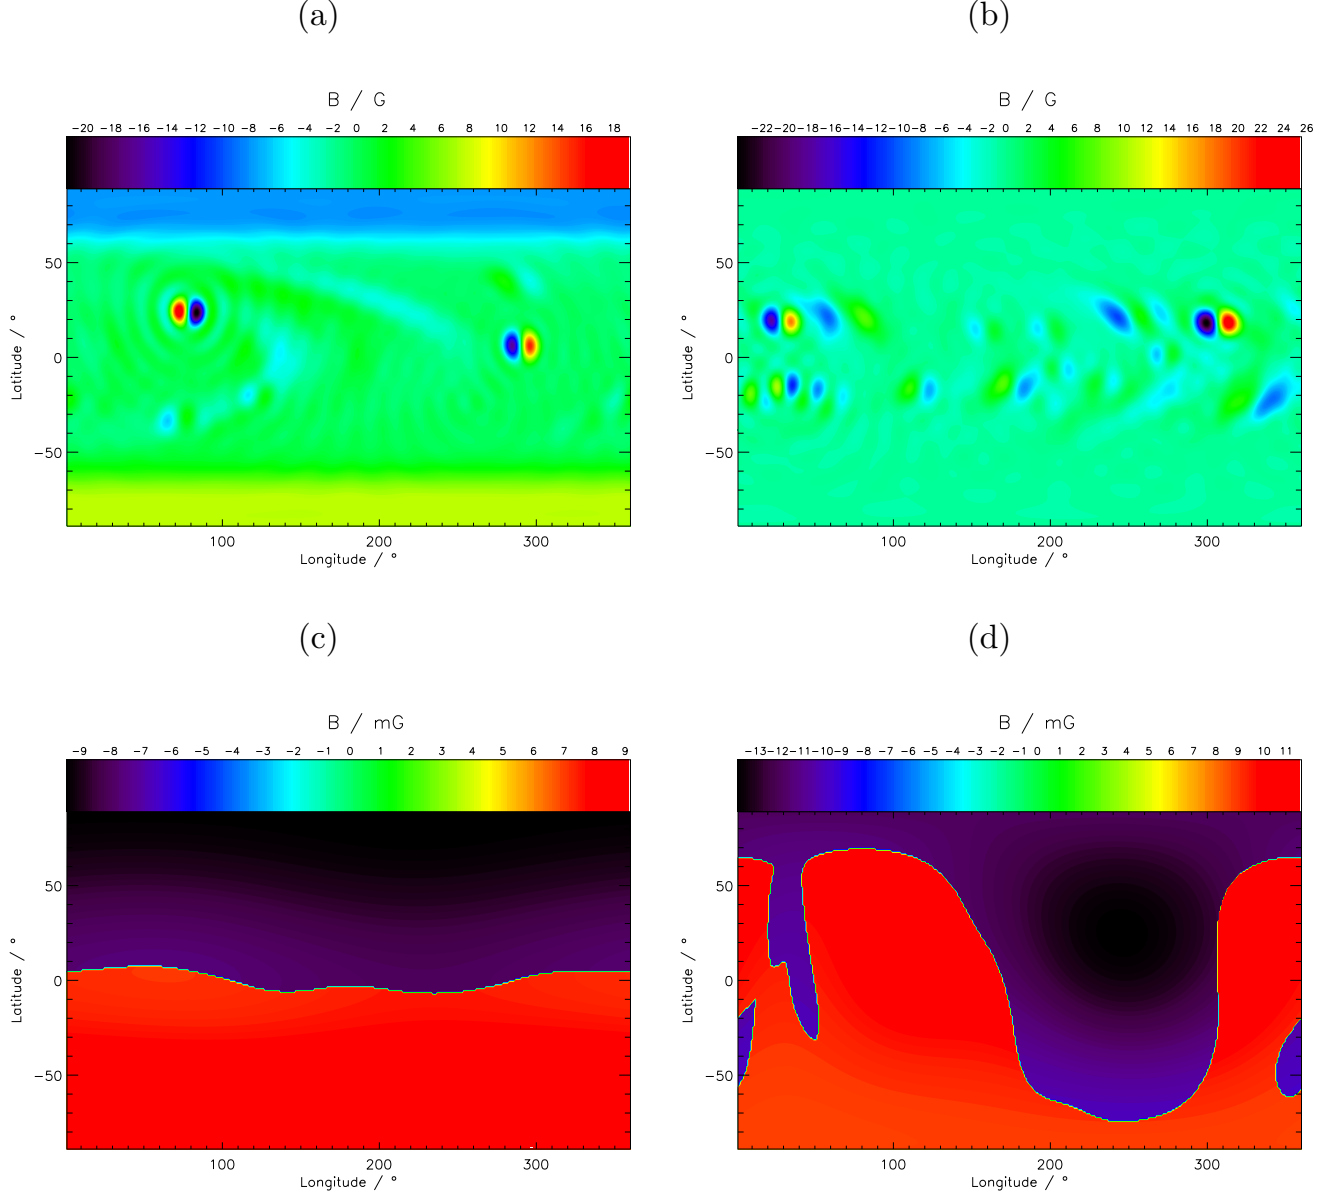 (a) (b)
B / G B / G
-20 -18 -16 -14 -12 -10 -8 -6 -4 -2 0 2 4 6 8 10 12 14 16 18
-22 -20 -18 -16 -14 -12 -10 -8 -6 -4 -2 0 2 4 6 8 10 12 14 16 18 20 22 24 26
50
0
-50
Latitude / °
100 200 300
Longitude / °
50
0
-50
Latitude / °
100 200 300
Longitude / °
(c) (d)
B / mG B / mG
-9 -8 -7 -6 -5 -4 -3 -2 -1 0 1 2 3 4 5 6 7 8 9
-13 -12 -11 -10 -9 -8 -7 -6 -5 -4 -3 -2 -1 0 1 2 3 4 5 6 7 8 9 10 11
50
0
-50
Latitude / °
100 200 300
Longitude / °
50
0
-50
Latitude / °
100 200 300
Longitude / °